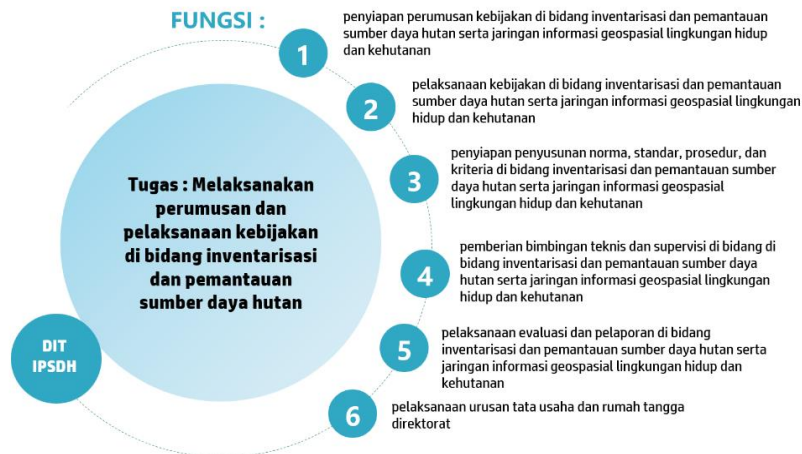 FUNGSI :
1
penyiapan perumusan kebijakan di bidang inventarisasi dan pemantauan
sumber daya hutan serta jaringan informasi geospasial lingkungan hidup
dan kehutanan
2
pelaksanaan kebijakan di bidang inventarisasi dan pemantauan
sumber daya hutan serta jaringan informasi geospasial lingkungan
hidup dan kehutanan
3
penyiapan penyusunan norma, standar, prosedur, dan
kriteria di bidang inventarisasi dan pemantauan sumber
daya hutan serta jaringan informasi geospasial
lingkungan hidup dan kehutanan
Tugas : Melaksanakan
perumusan dan
pelaksanaan kebijakan
di bidang inventarisasi
dan pemantauan
sumber daya hutan
4
pemberian bimbingan teknis dan supervisi di bidang di
bidang inventarisasi dan pemantauan sumber daya
hutan serta jaringan informasi geospasial lingkungan
hidup dan kehutanan
DIT
IPSDH
5
pelaksanaan evaluasi dan pelaporan di bidang
inventarisasi dan pemantauan sumber daya hutan serta
jaringan informasi geospasial lingkungan hidup dan
kehutanan
6
pelaksanaan urusan tata usaha dan rumah tangga
direktorat